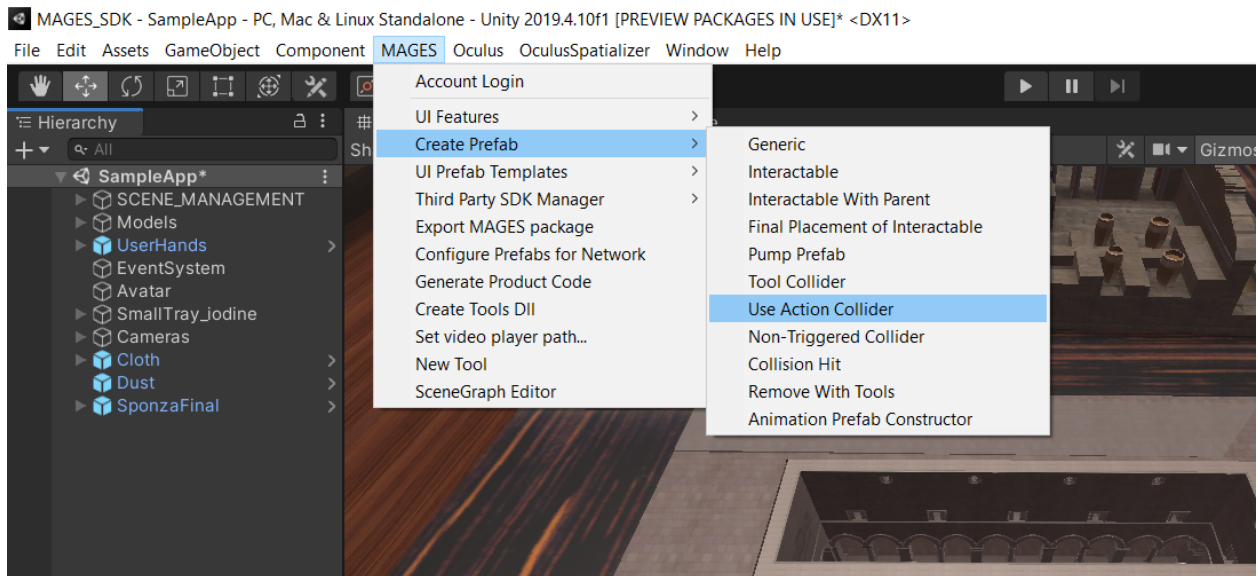 MAGES_SDK - SampleApp - PC, Mac & Linux Standalone - Unity 2019.4.10f1 [PREVIEW PACKAGES IN USE]* <DX11>
File Edit Assets GameObject Component MAGES Oculus OculusSpatializer Window Help
Hierarchy
All
SampleApp*
SCENE_MANAGEMENT
Models
UserHands
EventSystem
Avatar
SmallTray_iodine
Cameras
Cloth
Dust
SponzaFinal
Account Login
UI Features
Create Prefab
UI Prefab Templates
Third Party SDK Manager
Export MAGES package
Configure Prefabs for Network
Generate Product Code
Create Tools Dll
Set video player path...
New Tool
SceneGraph Editor
Generic
Interactable
Interactable With Parent
Final Placement of Interactable
Pump Prefab
Tool Collider
Use Action Collider
Non-Triggered Collider
Collision Hit
Remove With Tools
Animation Prefab Constructor